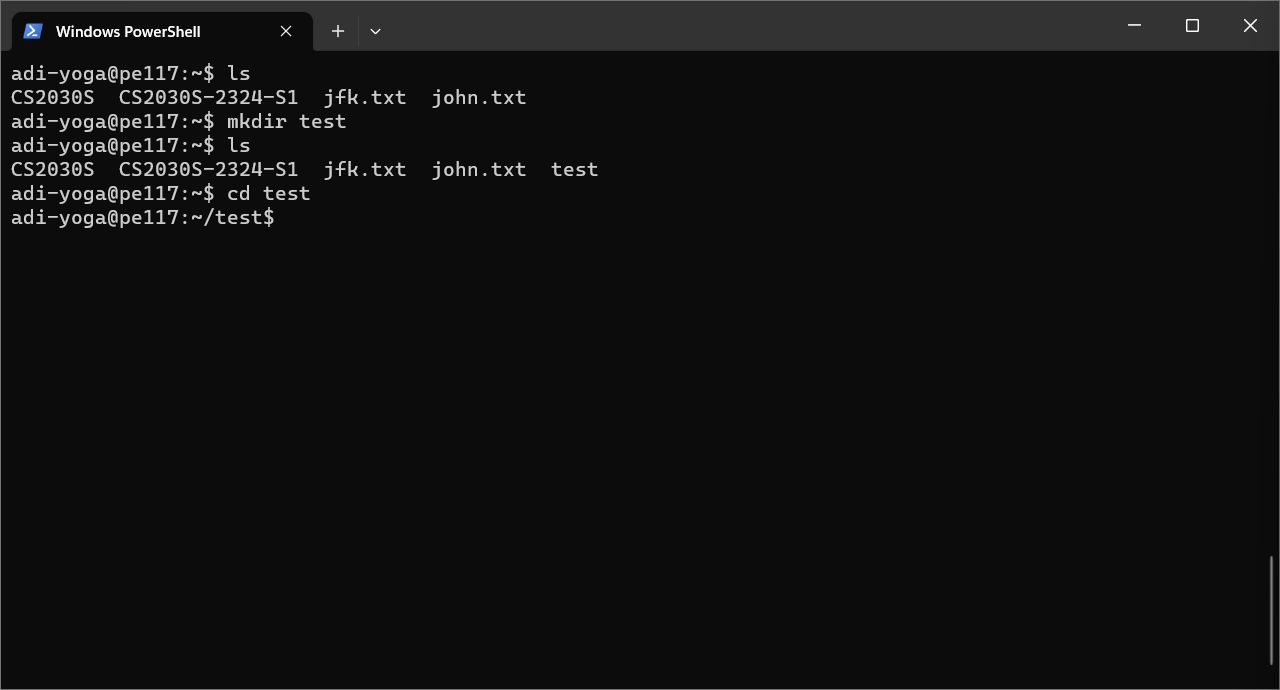 Windows PowerShell
adi-yoga@pe117:~$ ls
CS2030S  CS2030S-2324-S1  jfk.txt  john.txt
adi-yoga@pe117:~$ mkdir test
adi-yoga@pe117:~$ ls
CS2030S  CS2030S-2324-S1  jfk.txt  john.txt  test
adi-yoga@pe117:~$ cd test
adi-yoga@pe117:~/test$